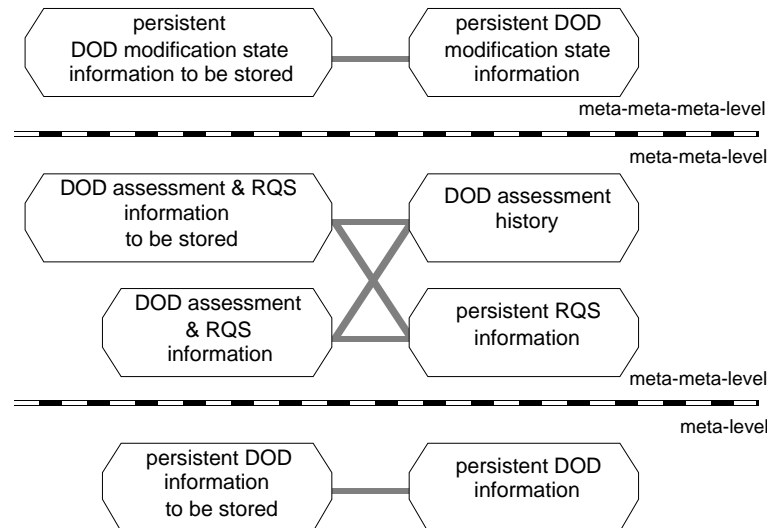 persistent
DOD modification state
information to be stored
persistent DOD
modification state
information
meta-meta-meta-level
meta-meta-level
DOD assessment & RQS
information
to be stored
DOD assessment
history
DOD assessment
& RQS
information
persistent RQS
information
meta-meta-level
meta-level
persistent DOD
information
to be stored
persistent DOD
information